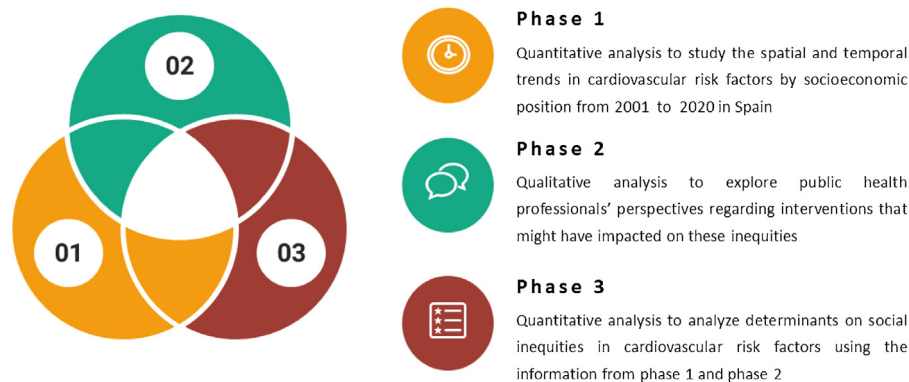 02
01
03
Phase 1
Quantitative analysis to study the spatial and temporal
trends in cardiovascular risk factors by socioeconomic
position from 2001 to 2020 in Spain
Phase 2
Qualitative analysis to explore public health
professionals’ perspectives regarding interventions that
might have impacted on these inequities
Phase 3
Quantitative analysis to analyze determinants on social
inequities in cardiovascular risk factors using the
information from phase 1 and phase 2